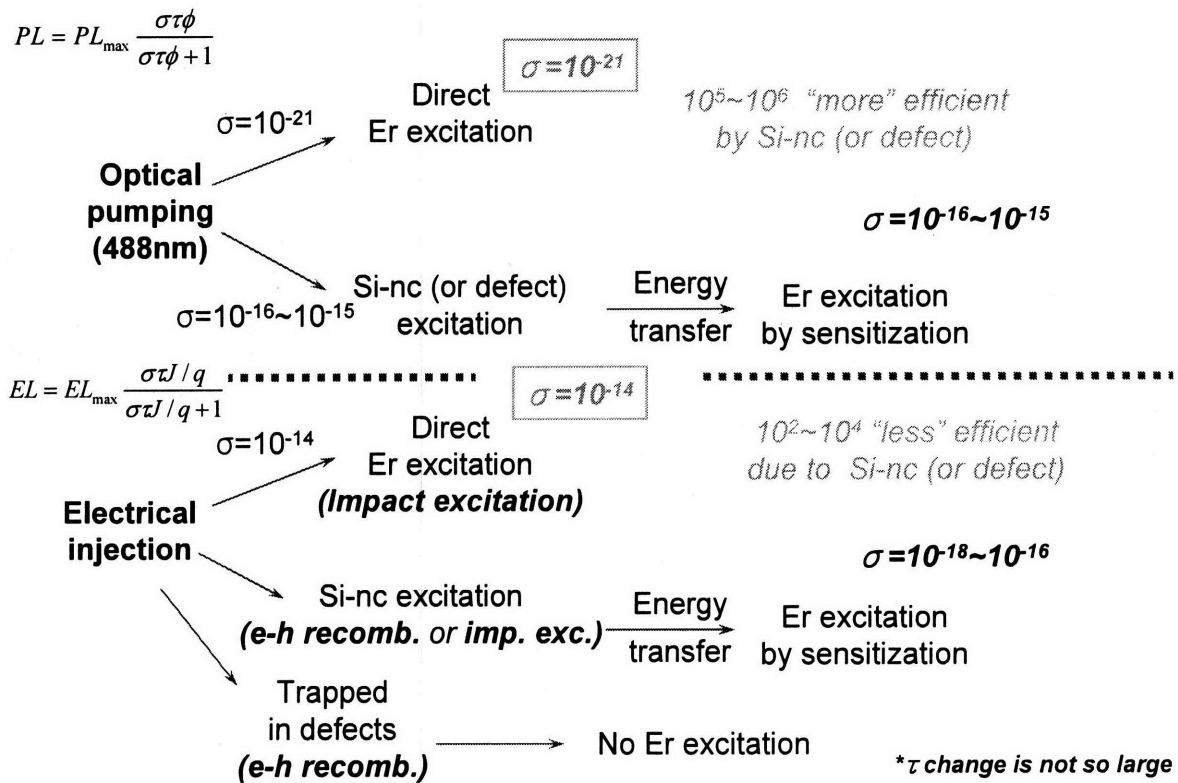 PL = PL_max στφ / (στφ + 1)
σ=10^-21
Direct
Er excitation
σ=10^-21
10^5~10^6 "more" efficient
by Si-nc (or defect)
Optical
pumping
(488nm)
σ=10^-16~10^-15
Si-nc (or defect)
excitation
σ=10^-16~10^-15
Energy
transfer
Er excitation
by sensitization
EL = EL_max (στJ / q) / (στJ / q + 1)
σ=10^-14
σ=10^-14
Direct
Er excitation
(Impact excitation)
10^2~10^4 "less" efficient
due to Si-nc (or defect)
Electrical
injection
σ=10^-18~10^-16
Si-nc excitation
(e-h recomb. or imp. exc.)
Energy
transfer
Er excitation
by sensitization
Trapped
in defects
(e-h recomb.)
No Er excitation
*τ change is not so large